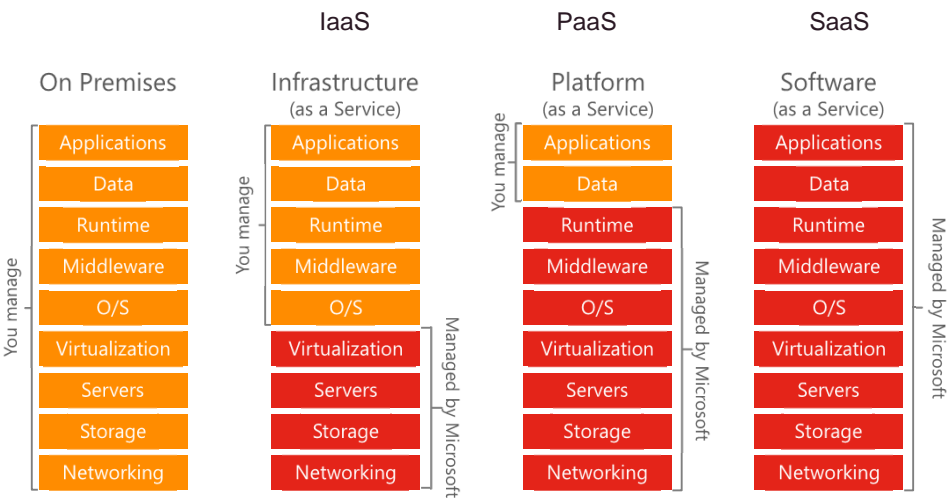 IaaS
PaaS
SaaS
On Premises
Infrastructure
(as a Service)
Platform
(as a Service)
Software
(as a Service)
You manage
Applications
Data
Runtime
Middleware
O/S
Virtualization
Servers
Storage
Networking
You manage
Applications
Data
Runtime
Middleware
O/S
Virtualization
Servers
Storage
Networking
Managed by Microsoft
You manage
Applications
Data
Runtime
Middleware
O/S
Virtualization
Servers
Storage
Networking
Managed by Microsoft
Applications
Data
Runtime
Middleware
O/S
Virtualization
Servers
Storage
Networking
Managed by Microsoft